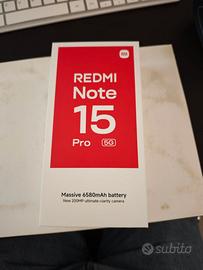 mi
REDMI
Note
15
Pro 5G
Massive 6580mAh battery
New 200MP ultimate-clarity camera
subito